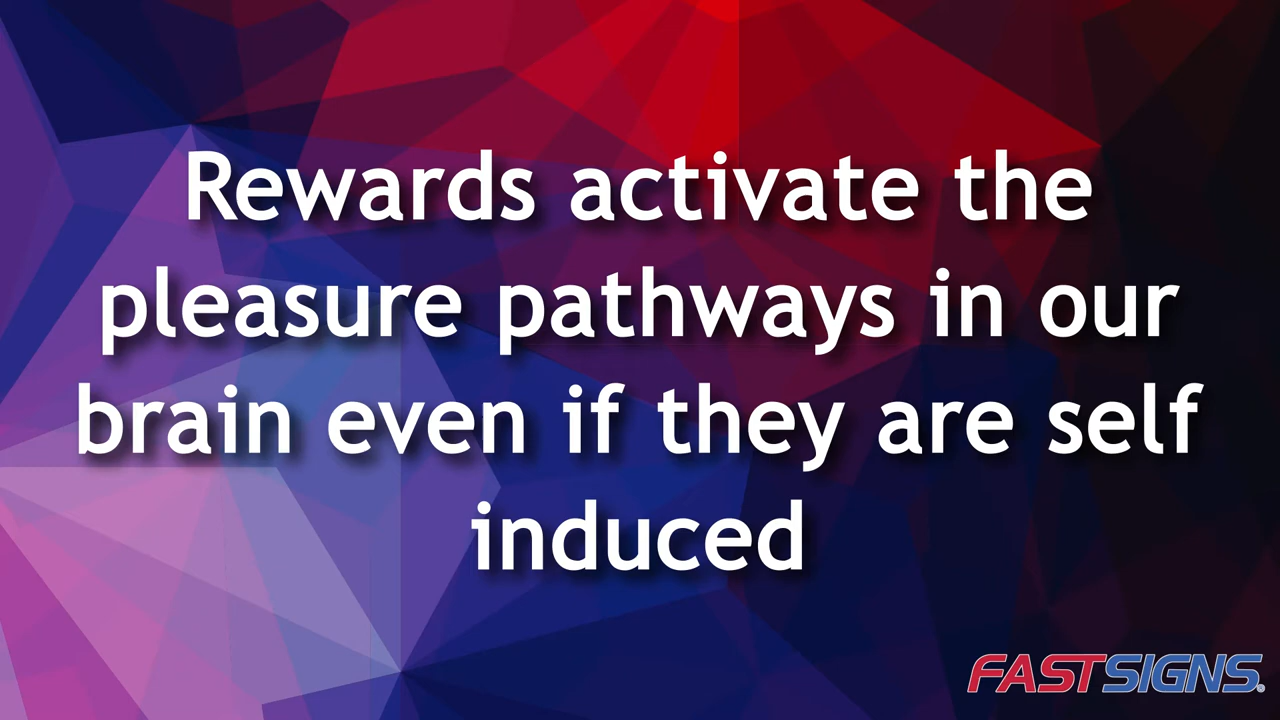 Rewards activate the
pleasure pathways in our
brain even if they are self
induced
FASTSIGNS®